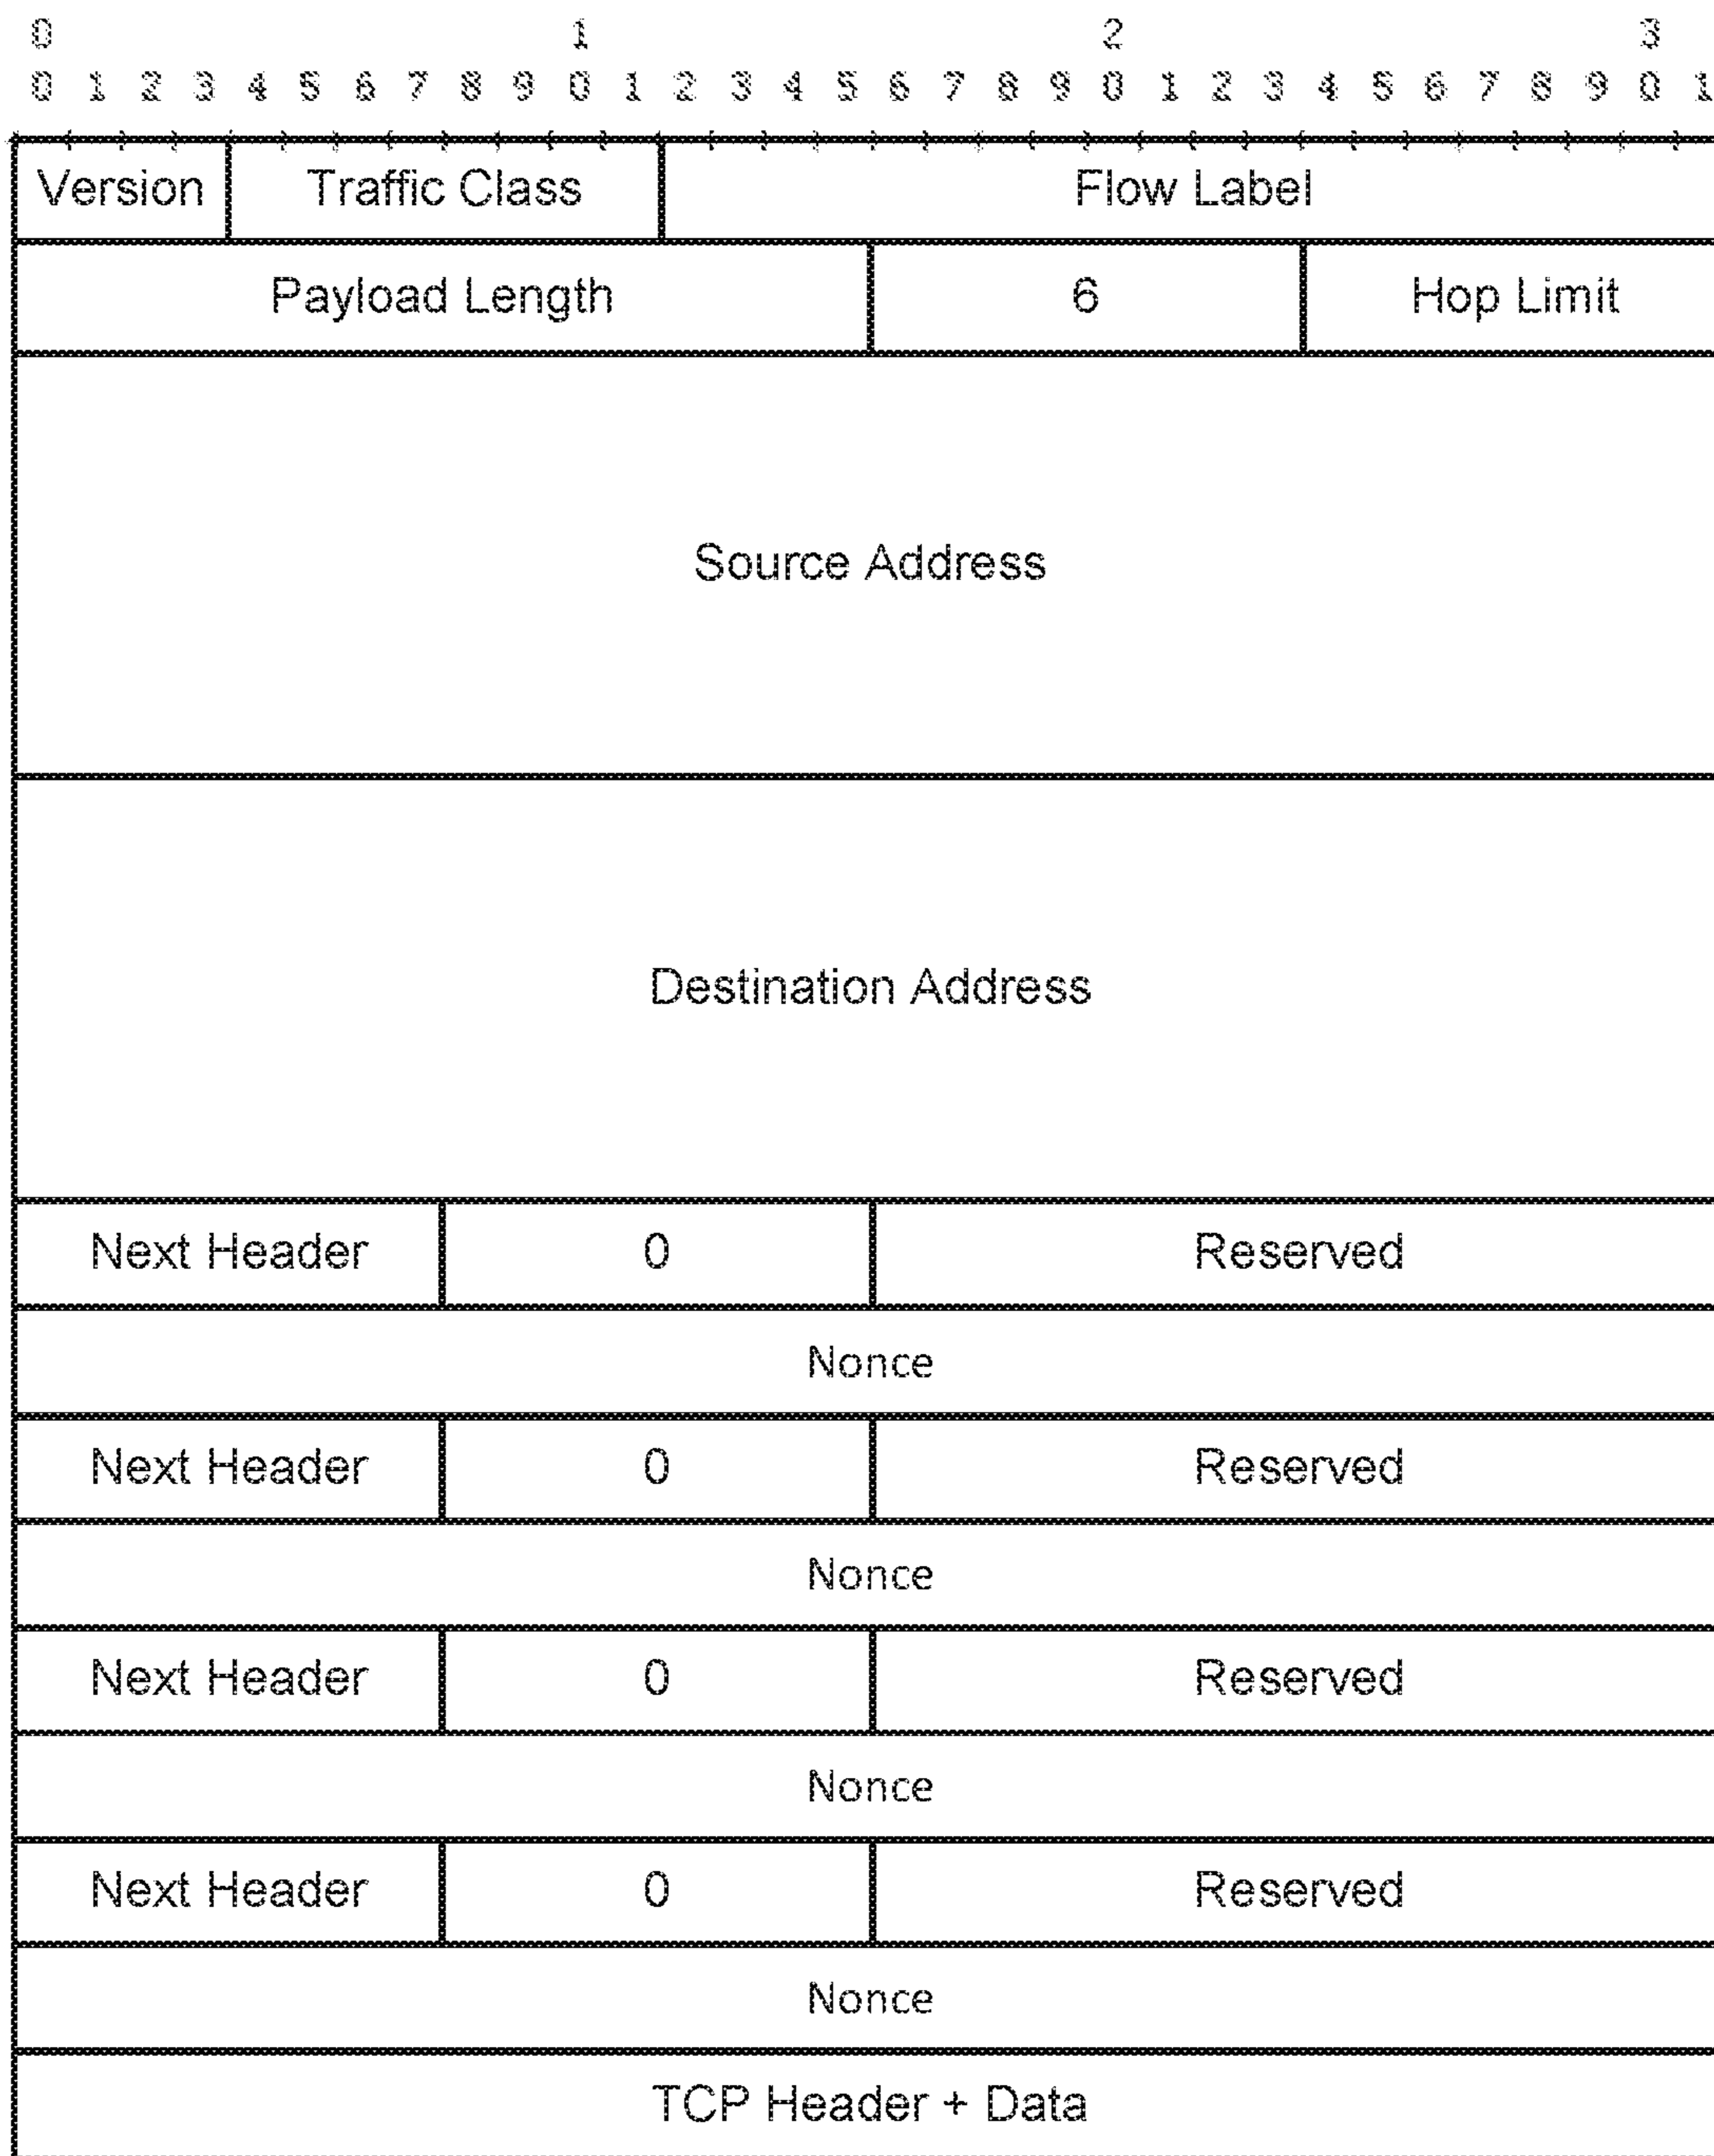 0 1 2 3
0 1 2 3 4 5 6 7 8 9 0 1 2 3 4 5 6 7 8 9 0 1 2 3 4 5 6 7 8 9 0 1
Version Traffic Class Flow Label
Payload Length 6 Hop Limit
Source Address
Destination Address
Next Header 0 Reserved
Nonce
Next Header 0 Reserved
Nonce
Next Header 0 Reserved
Nonce
Next Header 0 Reserved
Nonce
TCP Header + Data